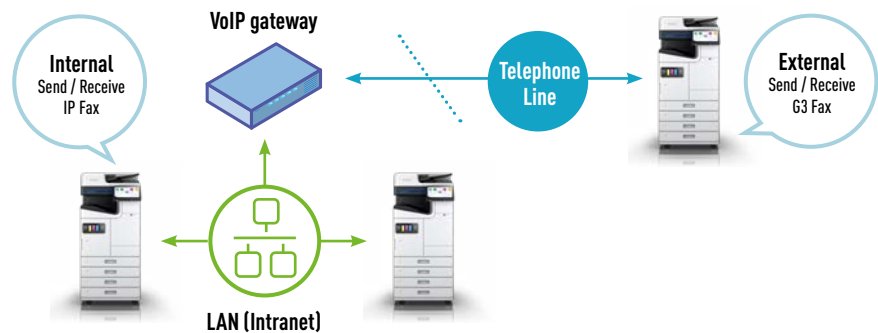 VoIP gateway
Internal
Send / Receive
IP Fax
Telephone
Line
External
Send / Receive
G3 Fax
LAN (Intranet)